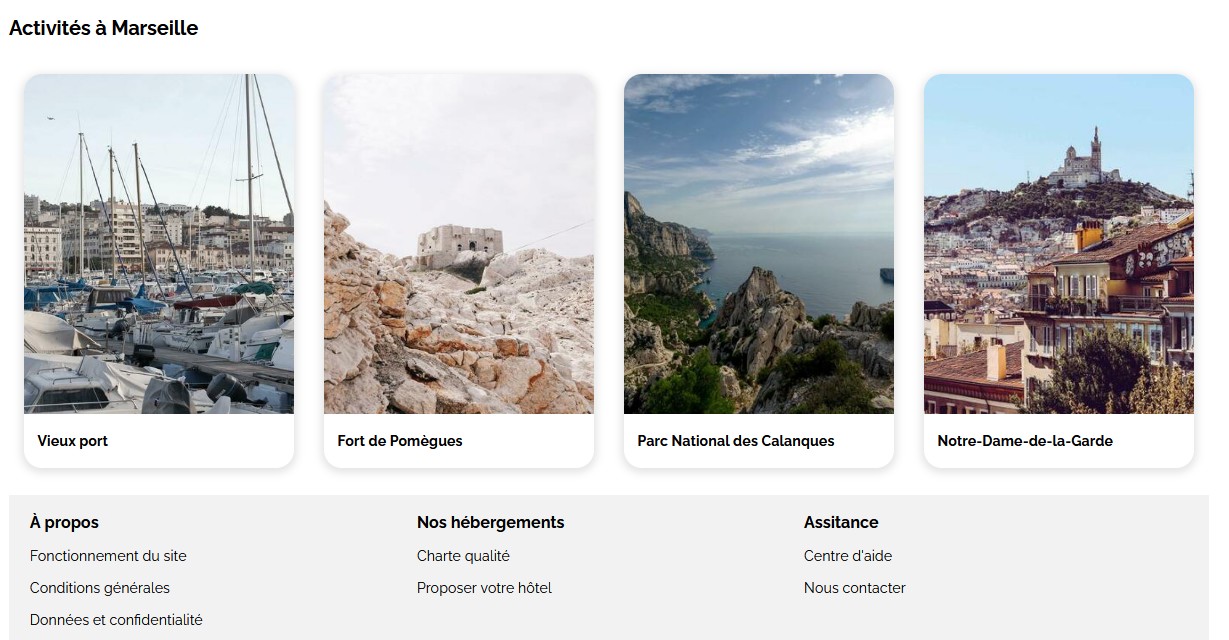 Activités à Marseille
Vieux port
Fort de Pomègues
Parc National des Calanques
Notre-Dame-de-la-Garde
À propos
Fonctionnement du site
Conditions générales
Données et confidentialité
Nos hébergements
Charte qualité
Proposer votre hôtel
Assitance
Centre d'aide
Nous contacter